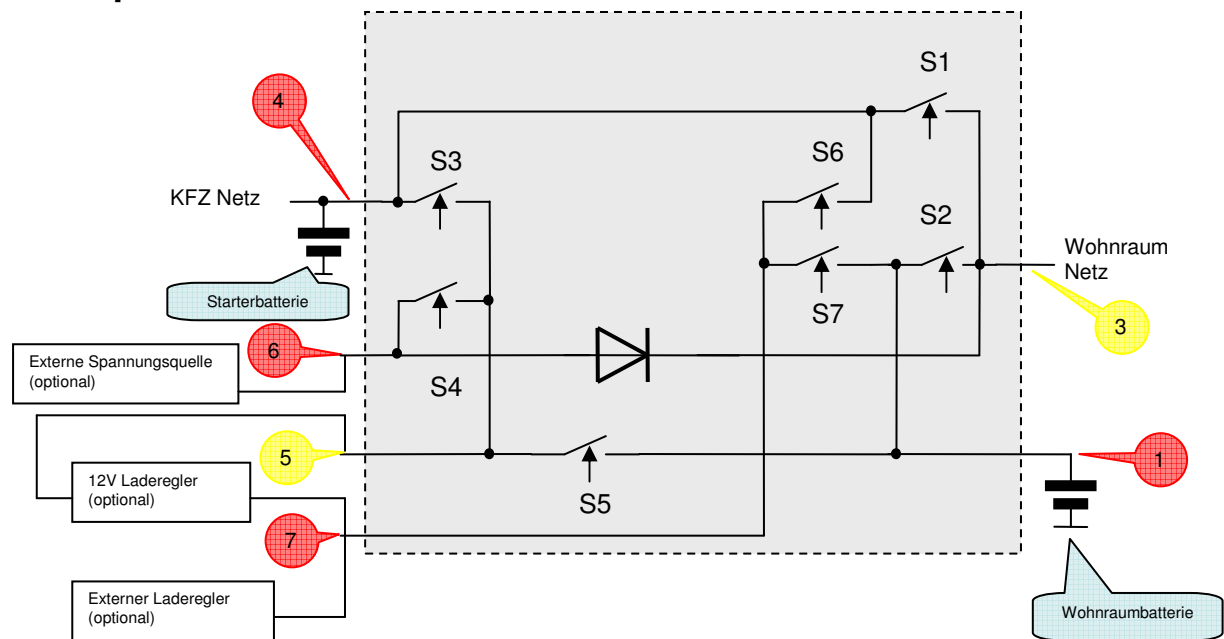 S1
4
S3
S6
KFZ Netz
S2
Wohnraum
Netz
Starterbatterie
S7
3
6
Externe Spannungsquelle
(optional)
S4
5
1
12V Laderegler
(optional)
S5
7
Externer Laderegler
(optional)
Wohnraumbatterie